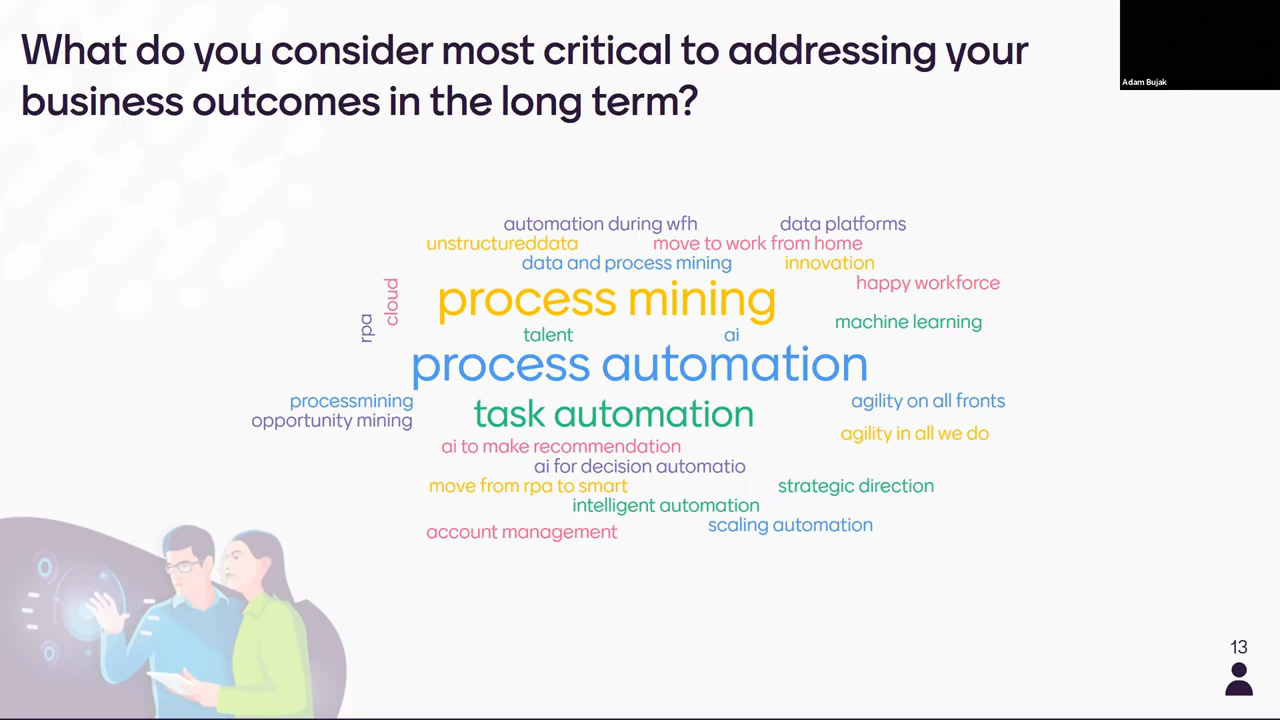 What do you consider most critical to addressing your
business outcomes in the long term?
Adam Bujak
automation during wfh
data platforms
unstructureddata
move to work from home
data and process mining
innovation
happy workforce
cloud
process mining
rpa
machine learning
talent
ai
process automation
processmining
agility on all fronts
opportunity mining
task automation
agility in all we do
ai to make recommendation
ai for decision automatio
move from rpa to smart
strategic direction
intelligent automation
scaling automation
account management
13